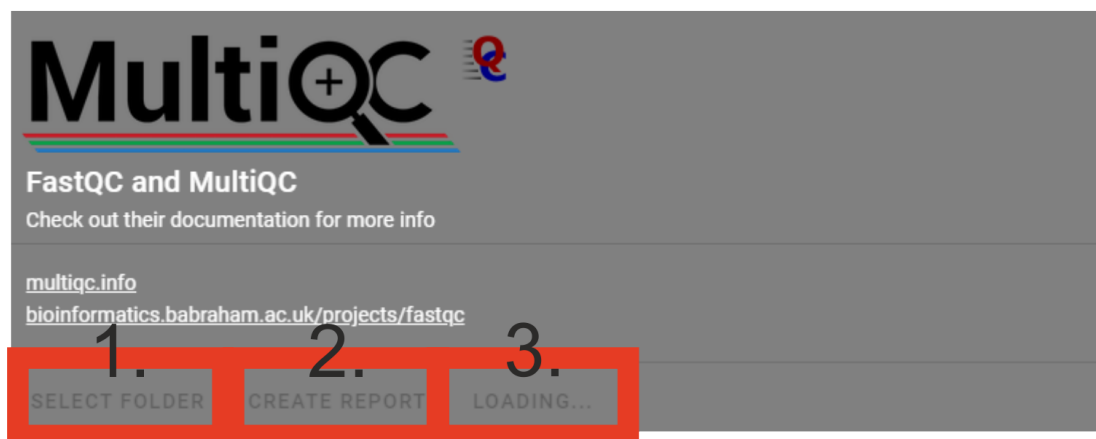 MultiQC QC
FastQC and MultiQC
Check out their documentation for more info
multiqc.info
bioinformatics.babraham.ac.uk/projects/fastqc
1. 2. 3.
SELECT FOLDER CREATE REPORT LOADING...